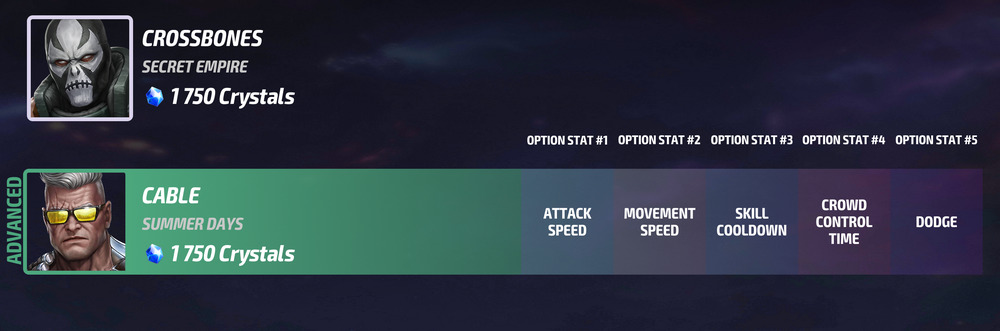 CROSSBONES
SECRET EMPIRE
1 750 Crystals
OPTION STAT #1 OPTION STAT #2 OPTION STAT #3 OPTION STAT #4 OPTION STAT #5
ADVANCED
CABLE
SUMMER DAYS
1 750 Crystals
ATTACK
SPEED
MOVEMENT
SPEED
SKILL
COOLDOWN
CROWD
CONTROL
TIME
DODGE